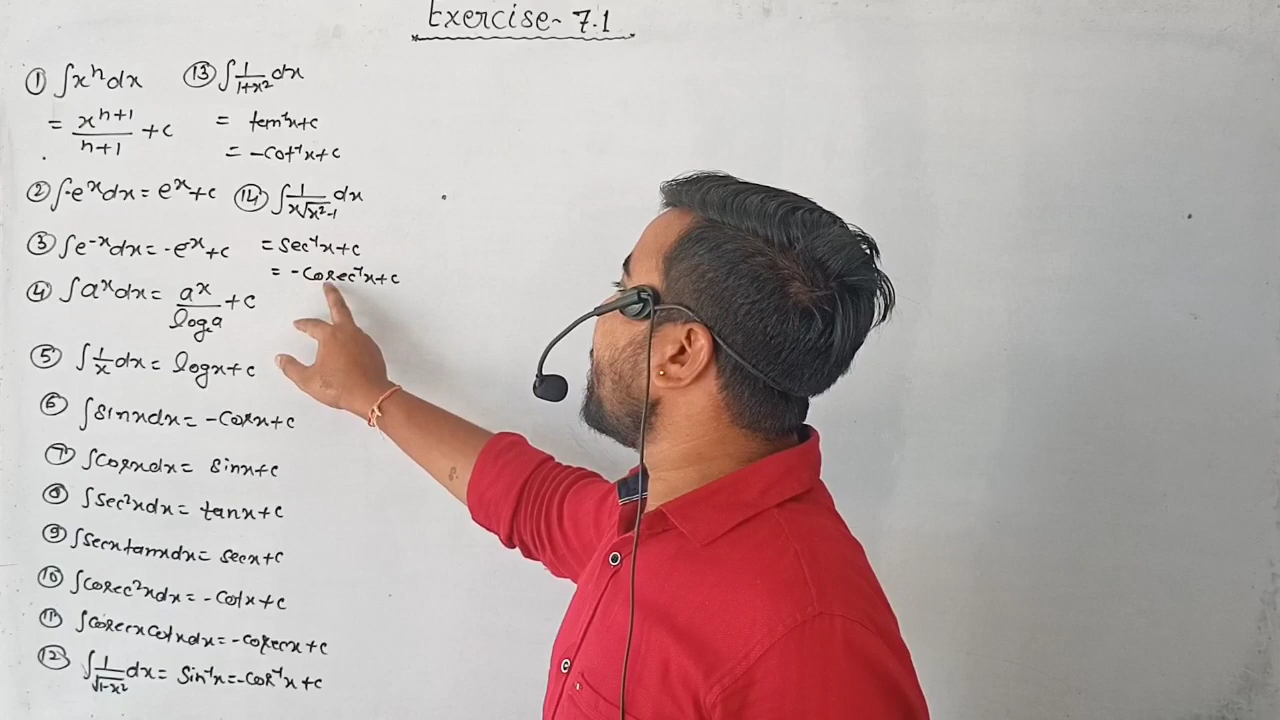 Exercise- 7.1
① ∫xⁿdx
= xⁿ⁺¹/n+1 +c
② ∫eˣdx = eˣ+c
③ ∫e⁻ˣdx = -eˣ+c
④ ∫aˣdx = aˣ/logₑa +c
⑤ ∫1/x dx = logx+c
⑥ ∫sinxdx = -cosx+c
⑦ ∫cosxdx = sinx+c
⑧ ∫sec²xdx = tanx+c
⑨ ∫secxtanxdx = secx+c
⑩ ∫cosec²xdx = -cotx+c
⑪ ∫cosecxcotxdx = -cosecx+c
⑫ ∫1/√1-x² dx = sin⁻¹x = -cos⁻¹x+c
⑬ ∫1/1+x² dx
= tan⁻¹x+c
= -cot⁻¹x+c
⑭ ∫1/x√x²-1 dx
= sec⁻¹x+c
= -cosec⁻¹x+c